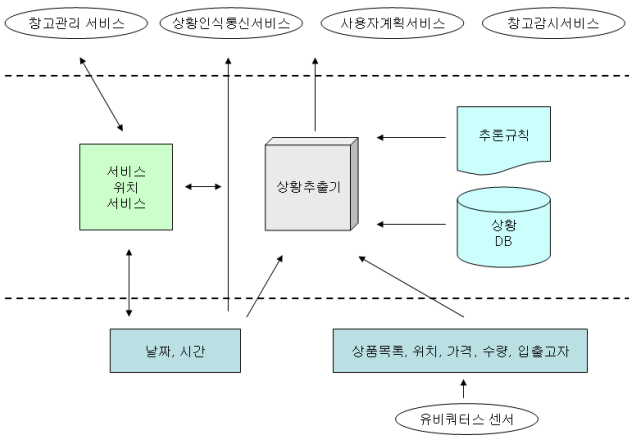 창고관리 서비스
상황인식통신서비스
사용자계획서비스
창고감시서비스
서비스
위치
서비스
상황추출기
추론규칙
상황
DB
날짜, 시간
상품목록, 위치, 가격, 수량, 입출고자
유비쿼터스 센서